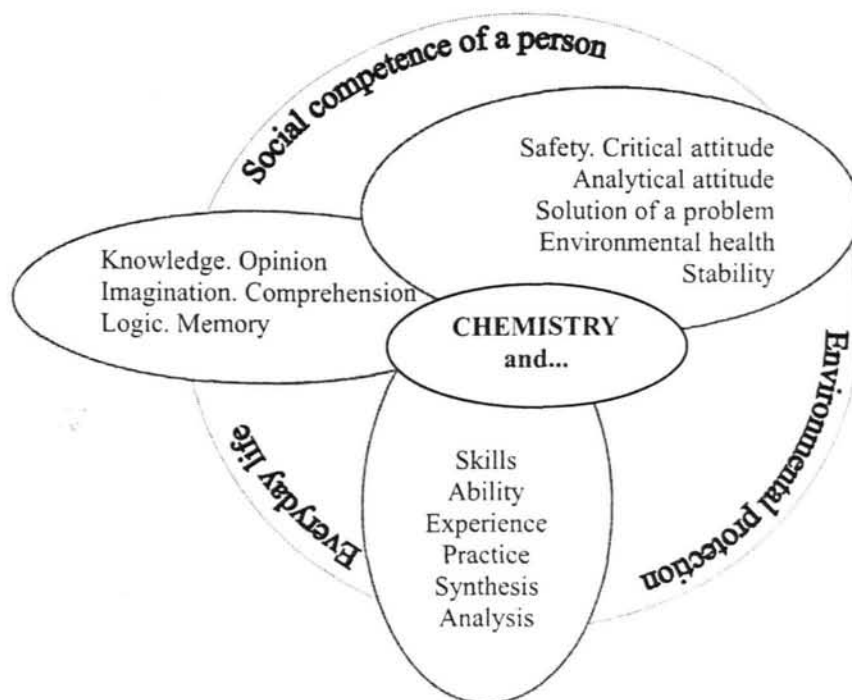 Social competence of a person
Safety. Critical attitude
Analytical attitude
Solution of a problem
Environmental health
Stability
Knowledge. Opinion
Imagination. Comprehension
Logic. Memory
CHEMISTRY
and...
Everyday life
Environmental protection
Skills
Ability
Experience
Practice
Synthesis
Analysis